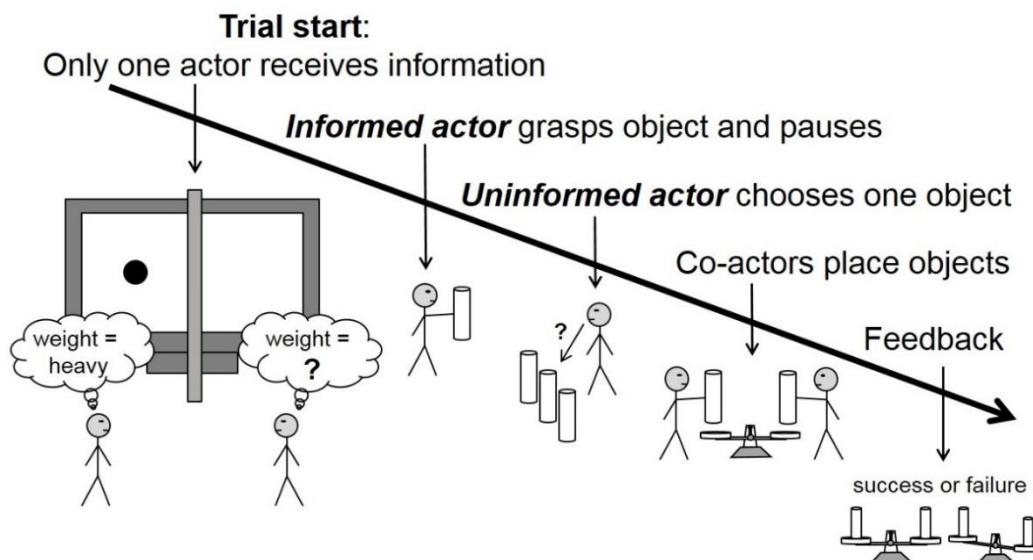 Trial start:
Only one actor receives information
Informed actor grasps object and pauses
Uninformed actor chooses one object
Co-actors place objects
Feedback
weight =
heavy
weight =
?
?
success or failure